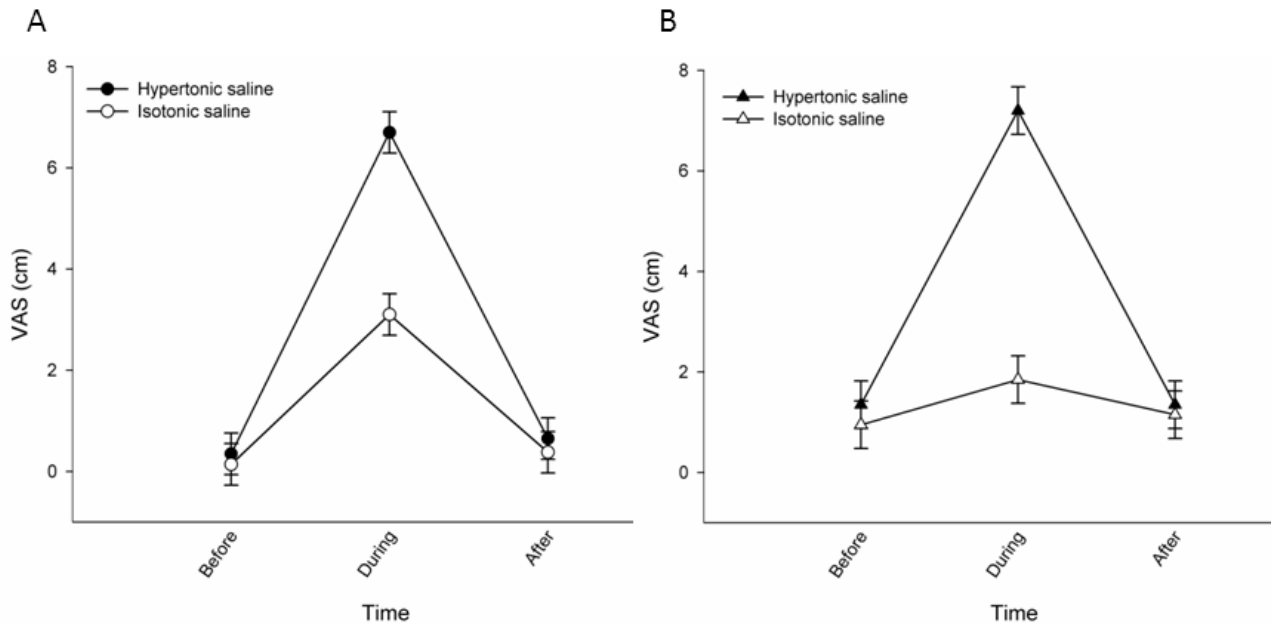 A
8
Hypertonic saline
Isotonic saline
6
4
2
0
VAS (cm)
Before
During
After
Time
B
8
Hypertonic saline
Isotonic saline
6
4
2
0
VAS (cm)
Before
During
After
Time